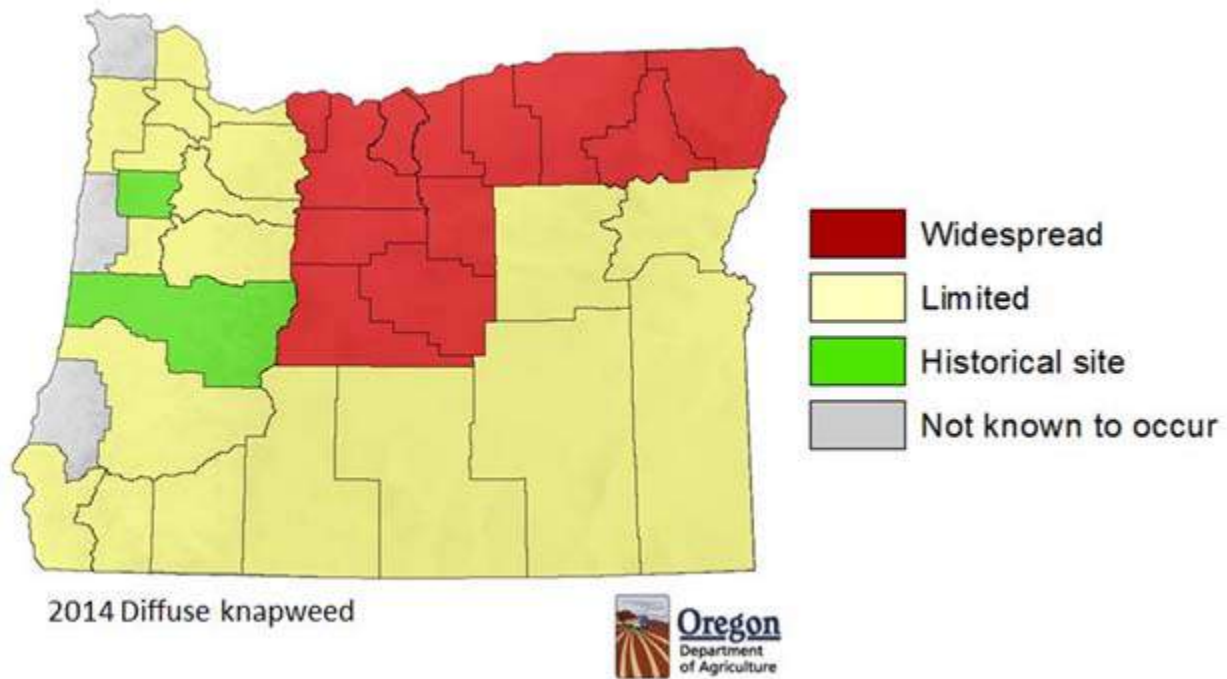 Widespread
Limited
Historical site
Not known to occur
2014 Diffuse knapweed
Oregon
Department
of Agriculture